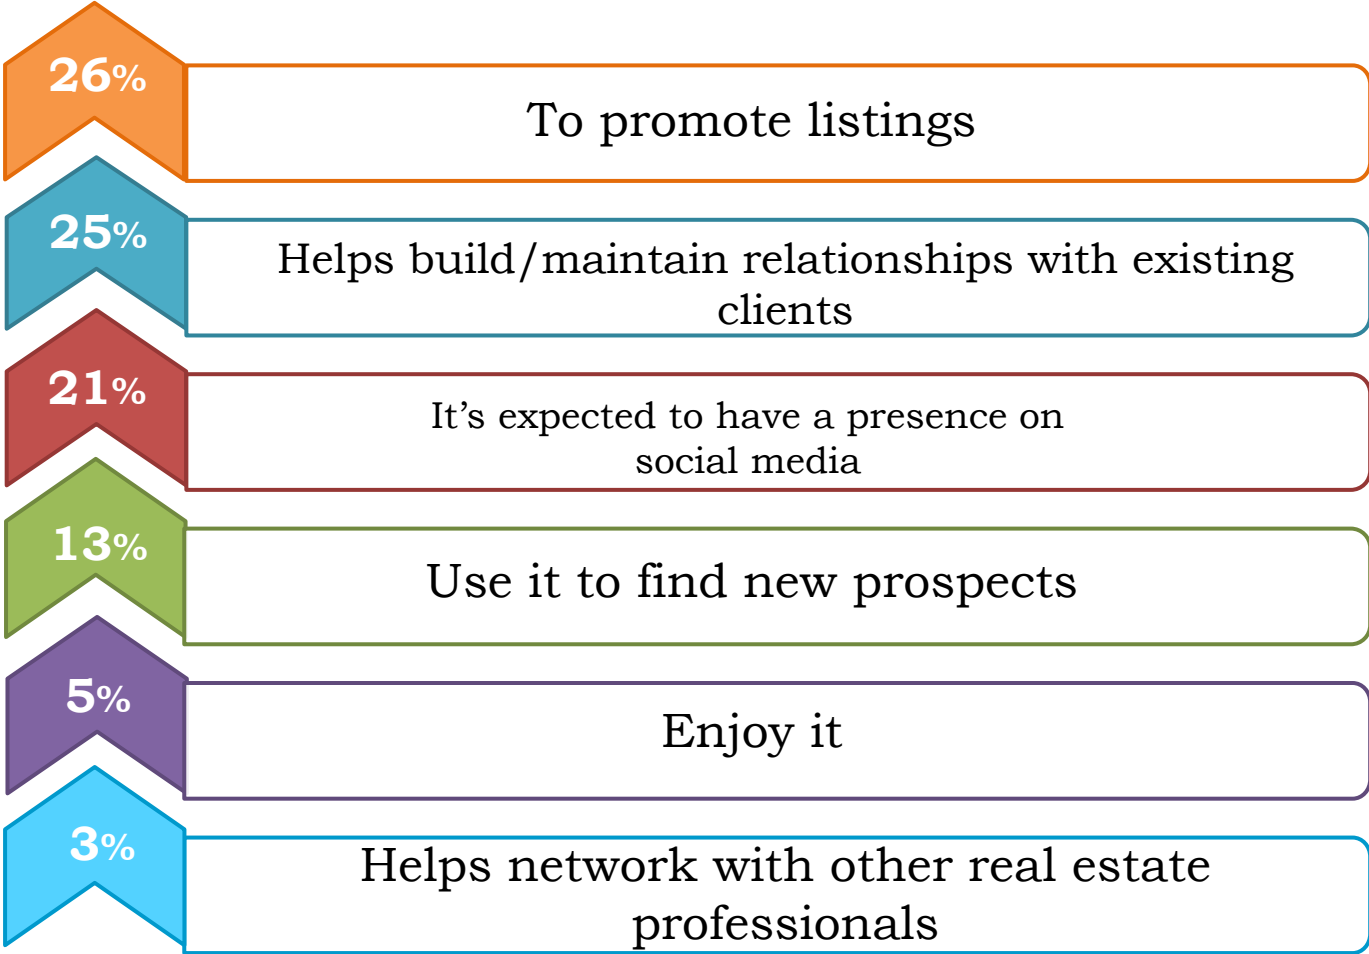 26%
To promote listings
25%
Helps build/maintain relationships with existing
clients
21%
It’s expected to have a presence on
social media
13%
Use it to find new prospects
5%
Enjoy it
3%
Helps network with other real estate
professionals